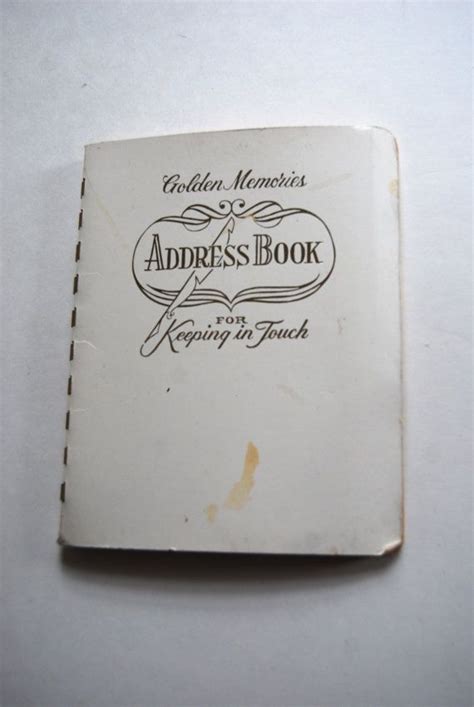 Golden Memories
ADDRESS BOOK
FOR
Keeping in Touch